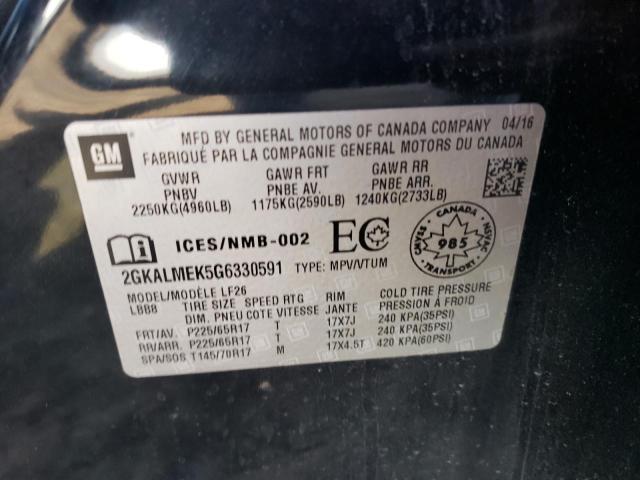 GM
MFD BY GENERAL MOTORS OF CANADA COMPANY 04/16
FABRIQUÉ PAR LA COMPAGNIE GENERAL MOTORS DU CANADA
GVWR GAWR FRT GAWR RR
PNBV PNBE AV. PNBE ARR.
2250KG(4960LB) 1175KG(2590LB) 1240KG(2733LB)
i ICES/NMB-002 EC CANADA 985 TRANSPORT
2GKALMEK5G6330591 TYPE: MPV/VTUM
MODEL/MODÈLE LF26
LBB8 TIRE SIZE SPEED RTG RIM COLD TIRE PRESSURE
DIM. PNEU COTE VITESSE JANTE PRESSION À FROID
FRT/AV. P225/65R17 T 17X7J 240 KPA(35PSI)
RR/ARR. P225/65R17 T 17X7J 240 KPA(35PSI)
SPA/SOS T145/70R17 M 17X4.5T 420 KPA(60PSI)